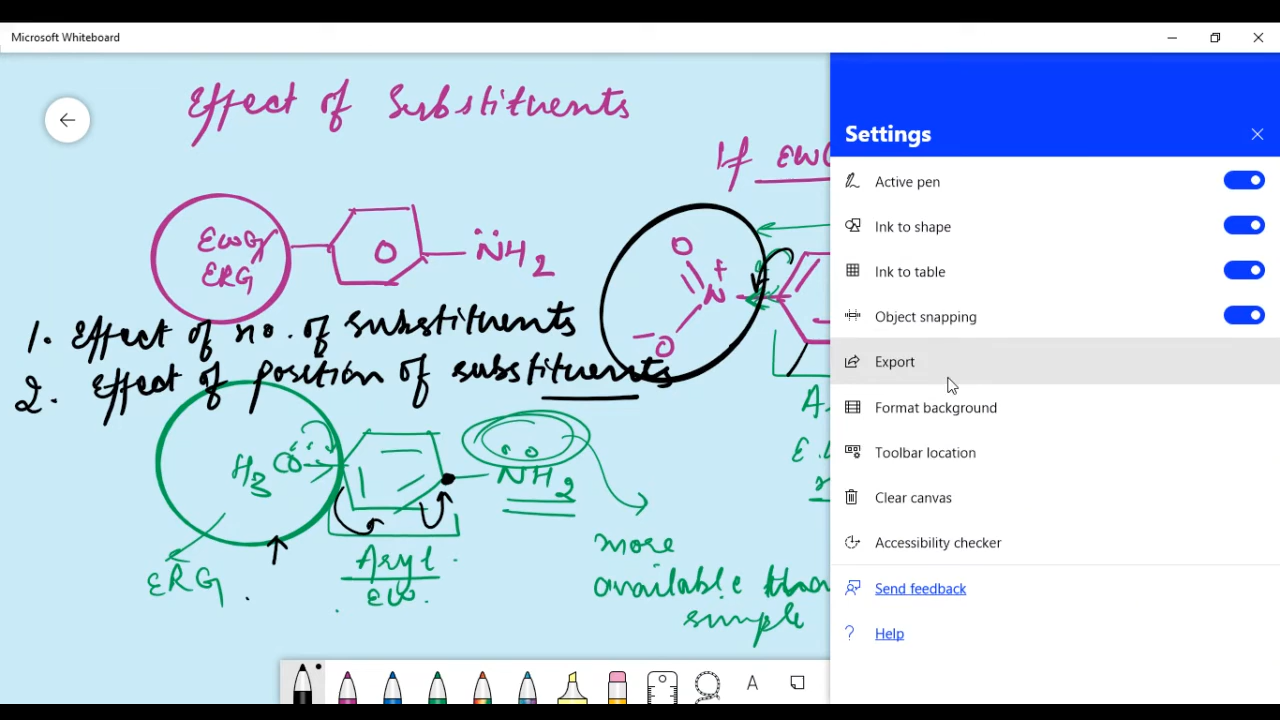 Microsoft Whiteboard
Effect of Substituents
If EWG
EWG
ERG
O
N̈H2
O
N+
-O
1. Effect of no. of substituents
2. Effect of position of substituents
H3CO
NH2
Aryl
EW.
ERG
more
available than
simple
A
E.
Settings
Active pen
Ink to shape
Ink to table
Object snapping
Export
Format background
Toolbar location
Clear canvas
Accessibility checker
Send feedback
Help
A